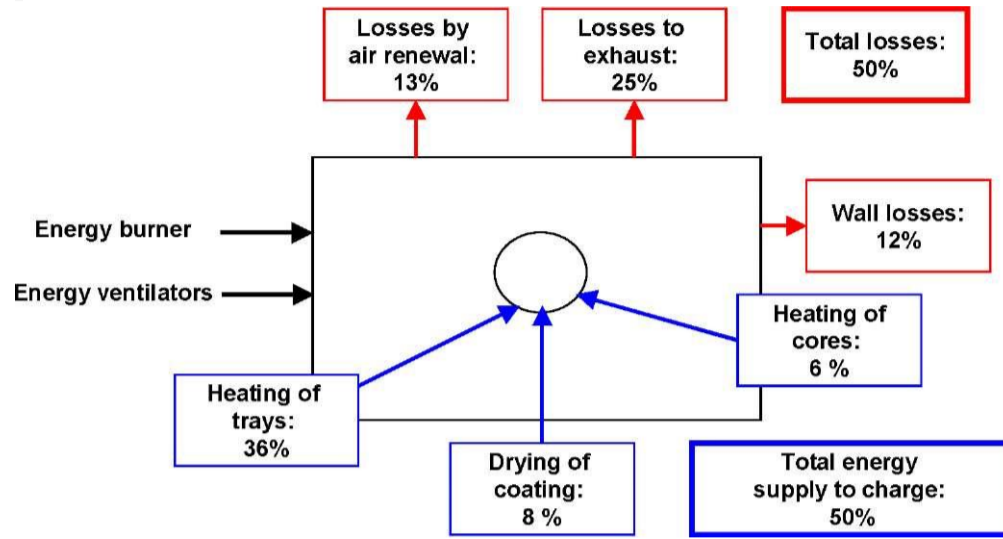 Losses by
air renewal:
13%
Losses to
exhaust:
25%
Total losses:
50%
Wall losses:
12%
Energy burner
Energy ventilators
Heating of
cores:
6 %
Heating of
trays:
36%
Drying of
coating:
8 %
Total energy
supply to charge:
50%